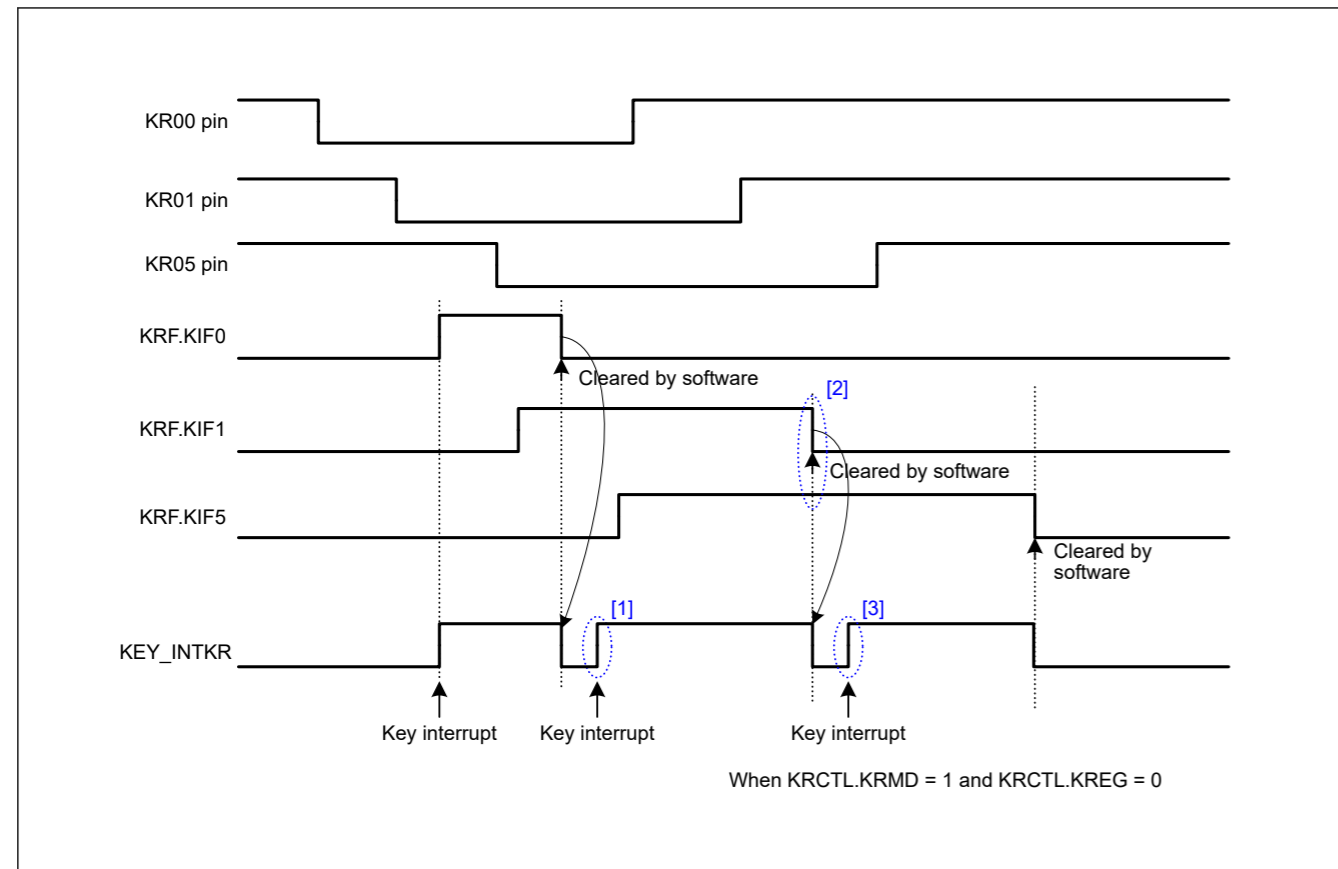 KR00 pin
KR01 pin
KR05 pin
KRF.KIF0
Cleared by software
[2]
KRF.KIF1
Cleared by software
KRF.KIF5
Cleared by
software
[1]
[3]
KEY_INTKR
Key interrupt
Key interrupt
Key interrupt
When KRCTL.KRMD = 1 and KRCTL.KREG = 0